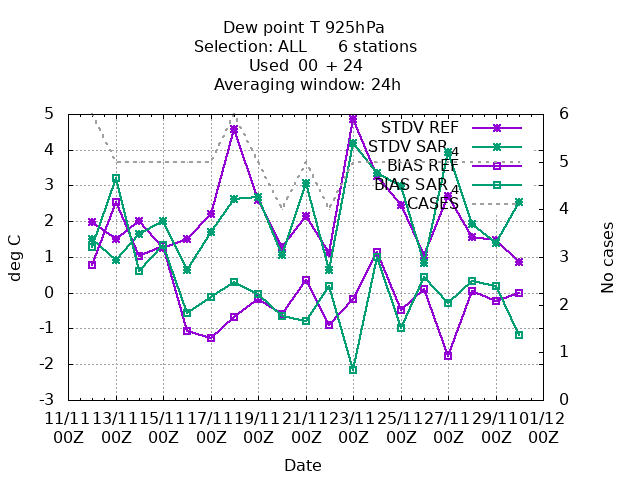 Dew point T 925hPa
Selection: ALL      6 stations
Used  00  + 24
Averaging window: 24h
5 6
STDV REF
4 STDV SAR_4
5
BIAS REF
3 BIAS SAR_4
4
CASES
2
1 3
0
2
-1
1
-2
-3 0
deg C
No cases
11/11 13/11 15/11 17/11 19/11 21/11 23/11 25/11 27/11 29/11 01/12
00Z 00Z 00Z 00Z 00Z 00Z 00Z 00Z 00Z 00Z 00Z
Date